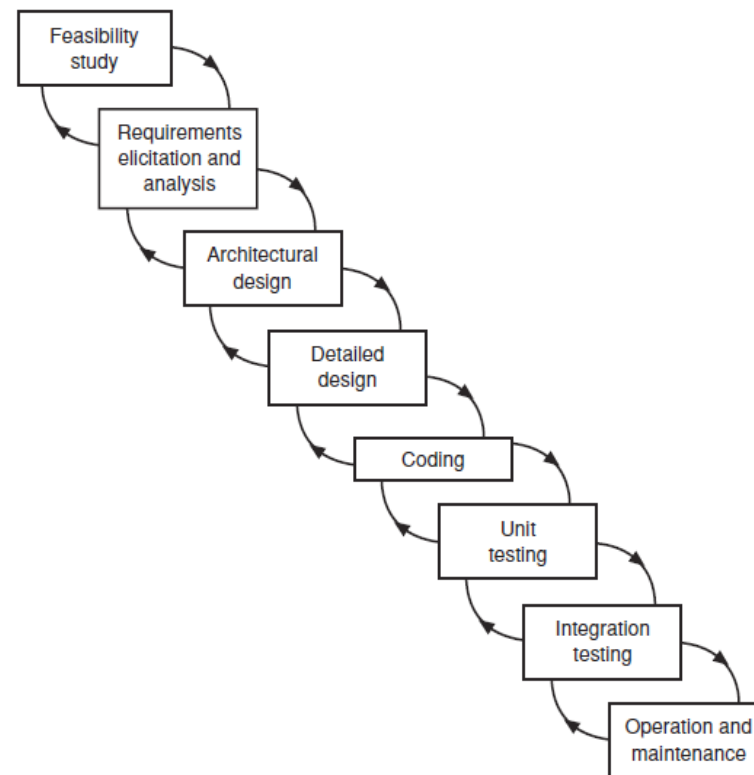 Feasibility
study
Requirements
elicitation and
analysis
Architectural
design
Detailed
design
Coding
Unit
testing
Integration
testing
Operation and
maintenance